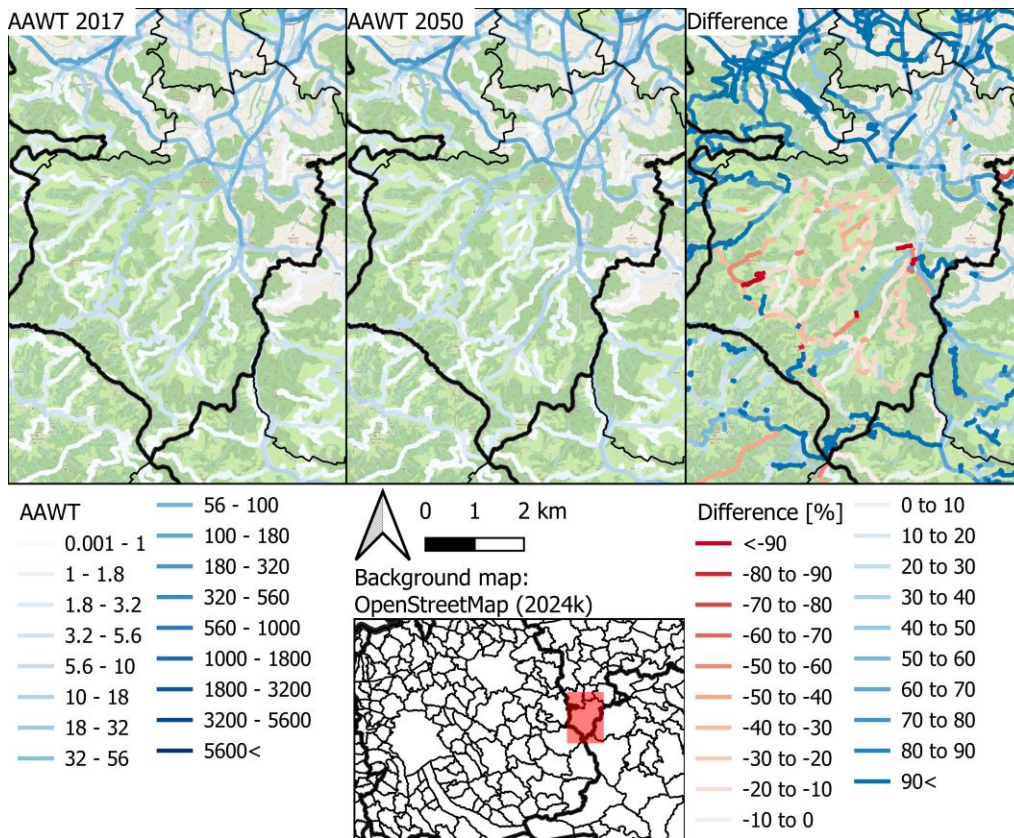 AAWT 2017
AAWT 2050
Difference
AAWT
0.001 - 1
1 - 1.8
1.8 - 3.2
3.2 - 5.6
5.6 - 10
10 - 18
18 - 32
32 - 56
56 - 100
100 - 180
180 - 320
320 - 560
560 - 1000
1000 - 1800
1800 - 3200
3200 - 5600
5600<
0 1 2 km
Background map:
OpenStreetMap (2024k)
Difference [%]
<-90
-80 to -90
-70 to -80
-60 to -70
-50 to -60
-50 to -40
-40 to -30
-30 to -20
-20 to -10
-10 to 0
0 to 10
10 to 20
20 to 30
30 to 40
40 to 50
50 to 60
60 to 70
70 to 80
80 to 90
90<